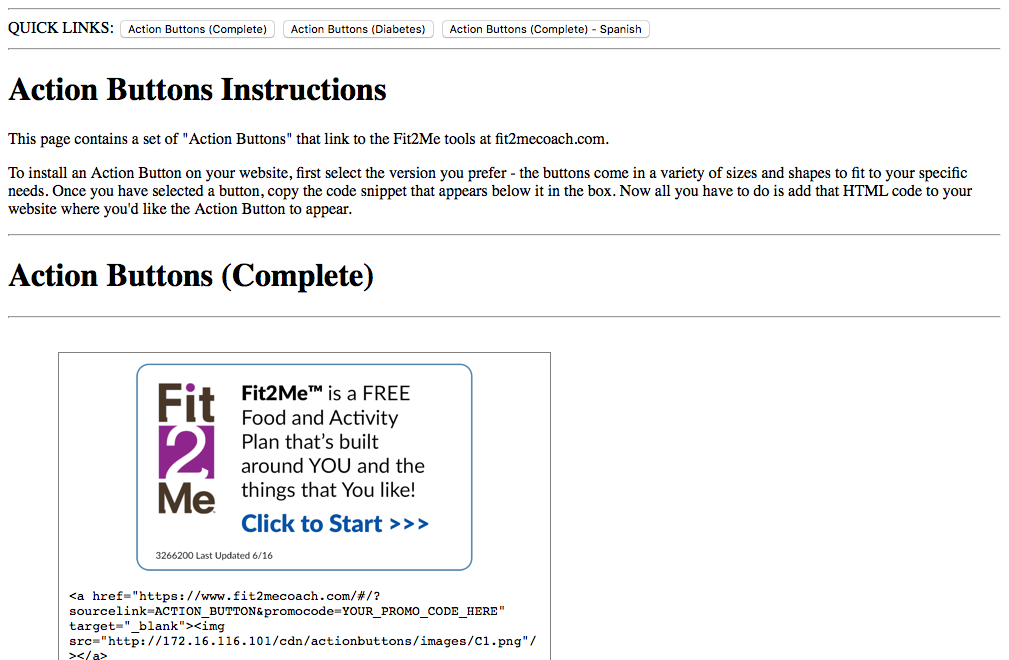 QUICK LINKS: Action Buttons (Complete) Action Buttons (Diabetes) Action Buttons (Complete) - Spanish
Action Buttons Instructions
This page contains a set of "Action Buttons" that link to the Fit2Me tools at fit2mecoach.com.
To install an Action Button on your website, first select the version you prefer - the buttons come in a variety of sizes and shapes to fit to your specific
needs. Once you have selected a button, copy the code snippet that appears below it in the box. Now all you have to do is add that HTML code to your
website where you'd like the Action Button to appear.
Action Buttons (Complete)
Fit
2
Me
Fit2Me™ is a FREE
Food and Activity
Plan that's built
around YOU and the
things that You like!
Click to Start >>>
3266200 Last Updated 6/16
<a href="https://www.fit2mecoach.com/#/?
sourcelink=ACTION_BUTTON&promocode=YOUR_PROMO_CODE_HERE"
target="_blank"><img
src="http://172.16.116.101/cdn/actionbuttons/images/C1.png"/
></a>